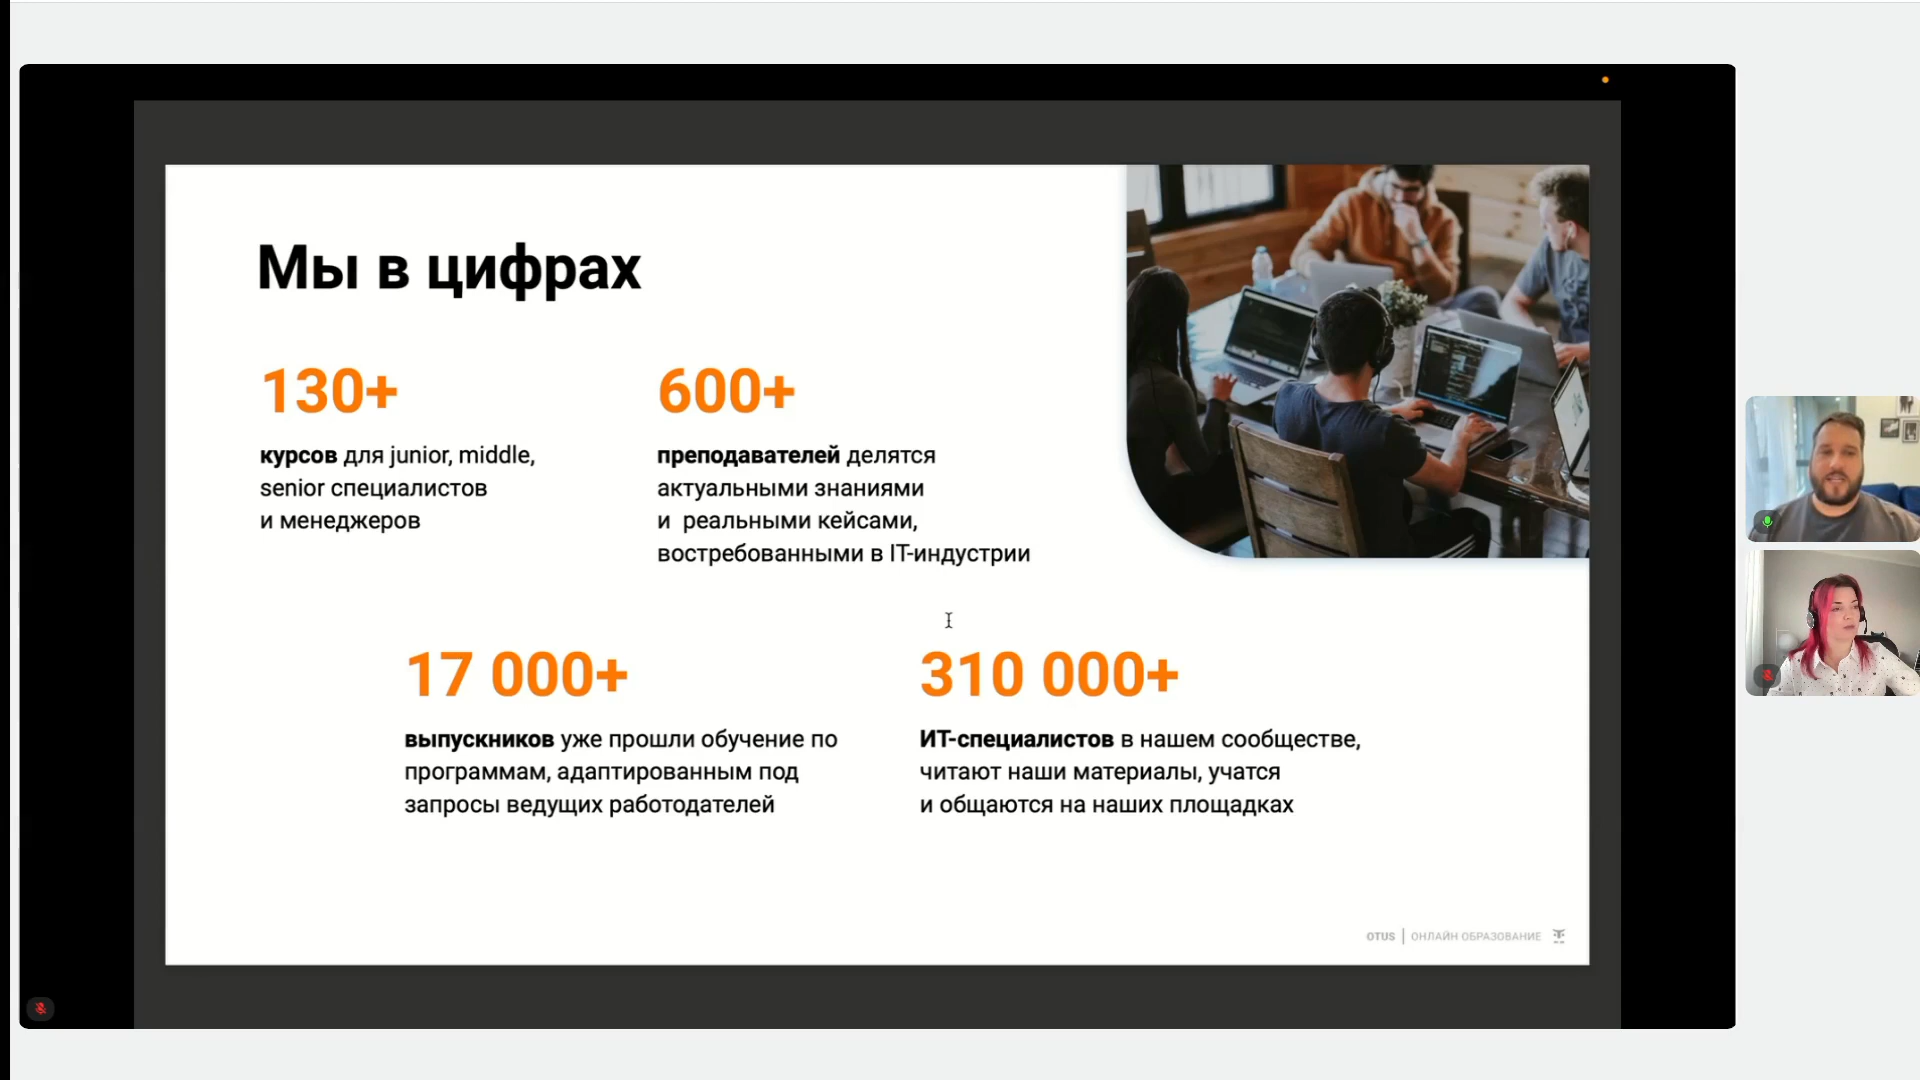 Мы в цифрах
130+
курсов для junior, middle,
senior специалистов
и менеджеров
600+
преподавателей делятся
актуальными знаниями
и  реальными кейсами,
востребованными в IT-индустрии
17 000+
выпускников уже прошли обучение по
программам, адаптированным под
запросы ведущих работодателей
310 000+
ИТ-специалистов в нашем сообществе,
читают наши материалы, учатся
и общаются на наших площадках
OTUS | ОНЛАЙН ОБРАЗОВАНИЕ